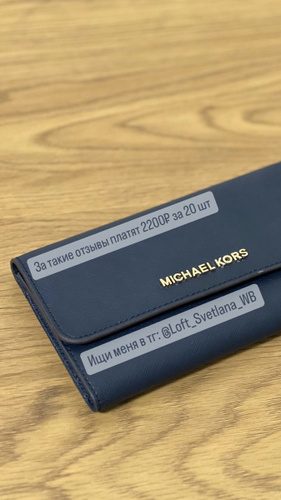 За такие отзывы платят 2200₽ за 20 шт
MICHAEL KORS
Ищи меня в тг: @Loft_Svetlana_WB